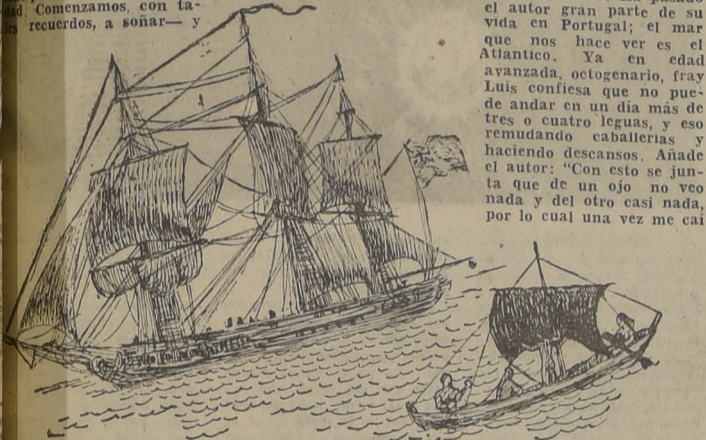 dad. Comenzamos, con ta-
les recuerdos, a soñar— y
el autor gran parte de su
vida en Portugal; el mar
que nos hace ver es el
Atlantico. Ya en edad
avanzada, octogenario, fray
Luis confiesa que no pue-
de andar en un día más de
tres o cuatro leguas, y eso
remudando caballerias y
haciendo descansos. Añade
el autor: "Con esto se jun-
ta que de un ojo no veo
nada y del otro casi nada,
por lo cual una vez me caí